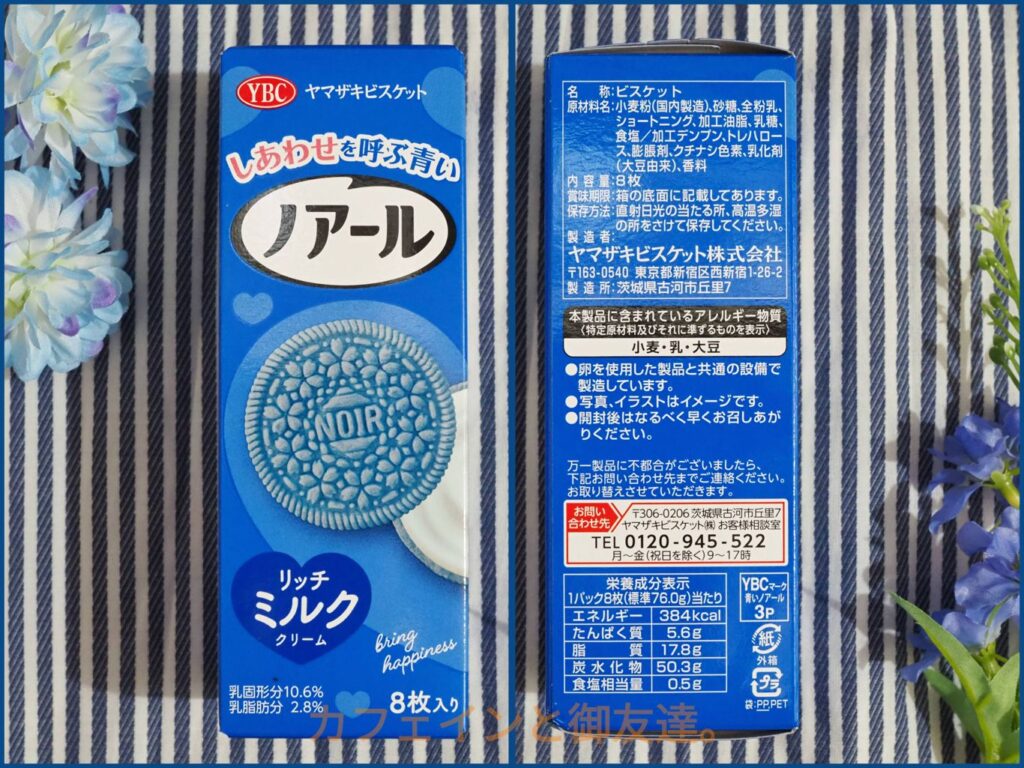 YBC ヤマザキビスケット
しあわせを呼ぶ青い
ノアール
NOIR
リッチ
ミルク
クリーム
bring
happiness
乳固形分10.6%
乳脂肪分 2.8%
8枚入り
名 称:ビスケット
原材料名:小麦粉(国内製造)、砂糖、全粉乳、
ショートニング、加工油脂、乳糖、
食塩/加工デンプン、トレハロー
ス、膨脹剤、クチナシ色素、乳化剤
(大豆由来)、香料
内容量:8枚
賞味期限:箱の底面に記載してあります。
保存方法:直射日光の当たる所、高温多湿
の所をさけて保存してください。
製造者:
ヤマザキビスケット株式会社
〒163-0540 東京都新宿区西新宿1-26-2
製造所:茨城県古河市丘里7
本製品に含まれているアレルギー物質
〈特定原材料及びそれに準ずるものを表示〉
小麦・乳・大豆
●卵を使用した製品と共通の設備で
製造しています。
●写真、イラストはイメージです。
●開封後はなるべく早くお召しあが
りください。
万一製品に不都合がございましたら、
下記お問い合わせ先までご連絡ください。
お取り替えさせていただきます。
お問い
合わせ先
〒306-0206 茨城県古河市丘里7
ヤマザキビスケット㈱ お客様相談室
TEL 0120-945-522
月~金(祝日を除く)9~17時
栄養成分表示
1パック8枚(標準76.0g)当たり
エネルギー 384kcal
たんぱく質 5.6g
脂質 17.8g
炭水化物 50.3g
食塩相当量 0.5g
YBCマーク
青いノアール
3P
紙
外箱
プラ
袋:PP,PET
カフェインと御友達。